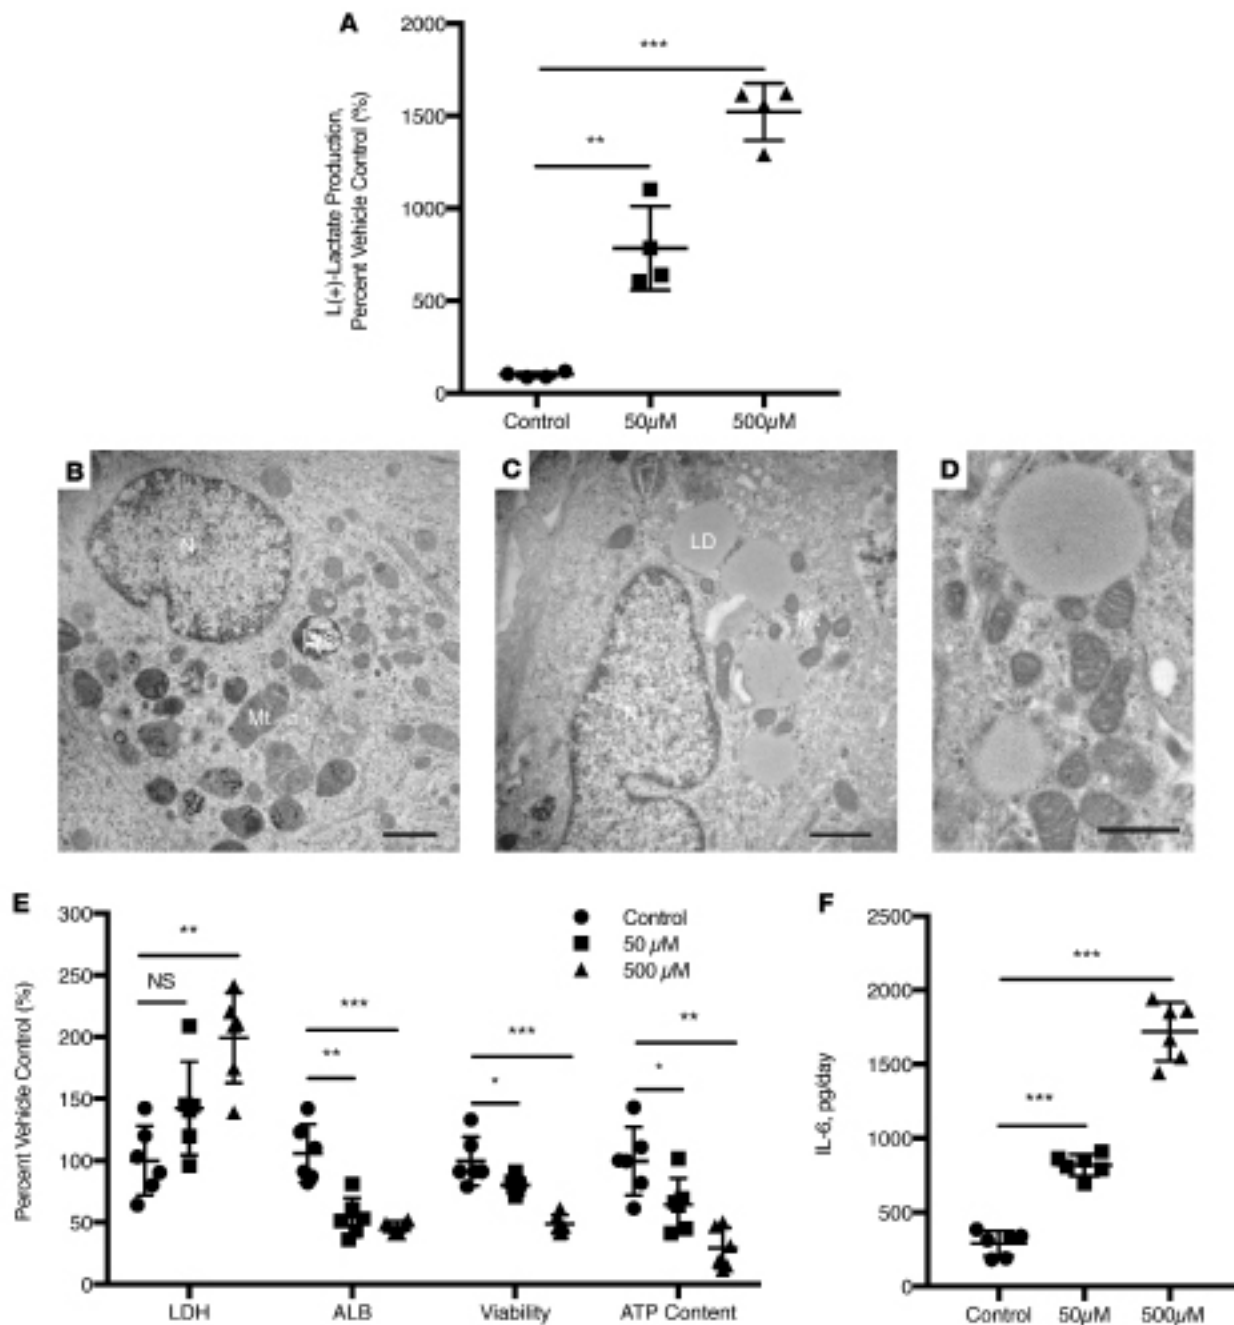 A
2000
1500
1000
500
0
L(+)-Lactate Production,
Percent Vehicle Control (%)
***
**
Control
50µM
500µM
B
N
Mt
C
LD
D
E
300
250
200
150
100
50
0
Percent Vehicle Control (%)
**
NS
***
**
***
*
**
*
Control
50 µM
500 µM
LDH
ALB
Viability
ATP Content
F
2500
2000
1500
1000
500
0
IL-6, pg/day
***
***
Control
50µM
500µM